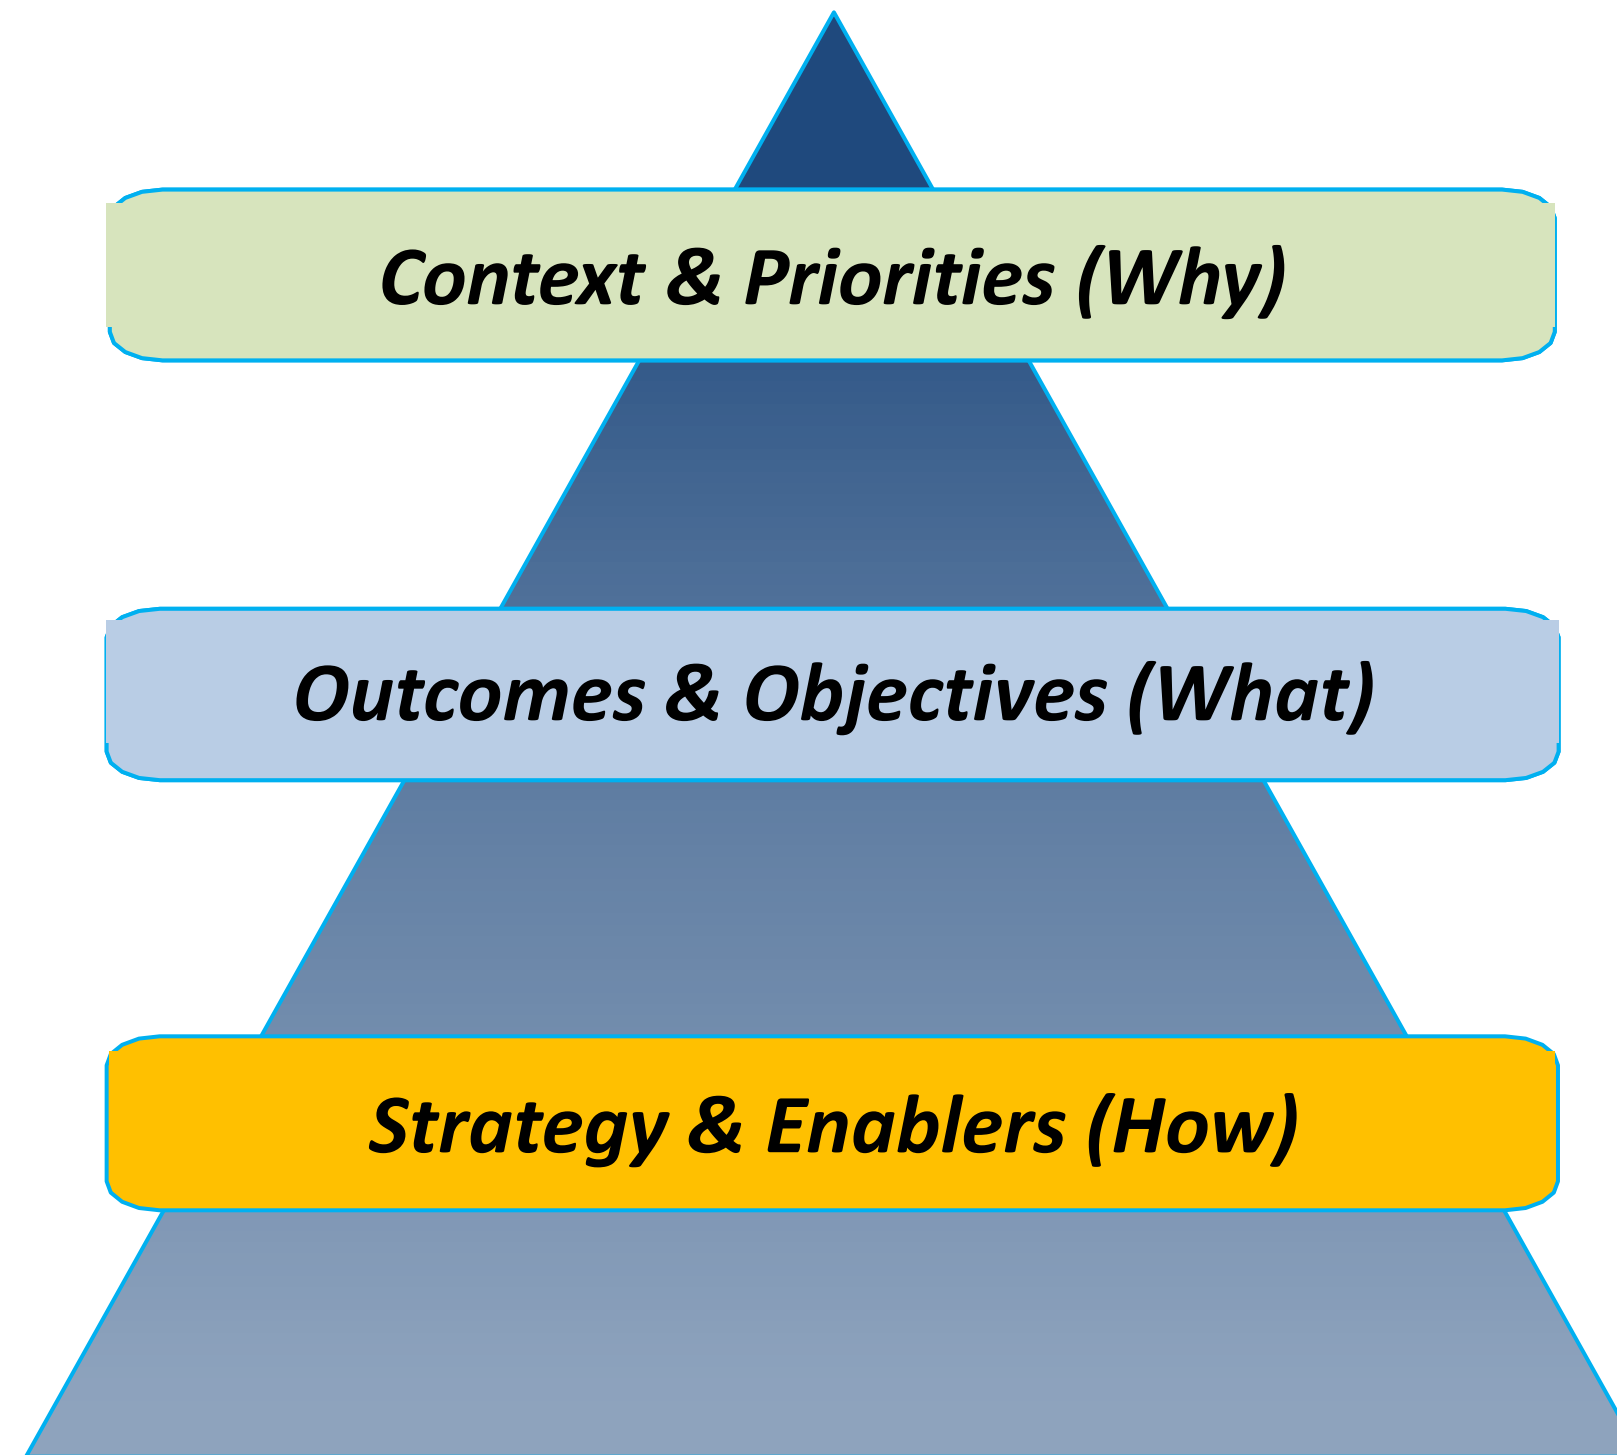 Context & Priorities (Why)
Outcomes & Objectives (What)
Strategy & Enablers (How)